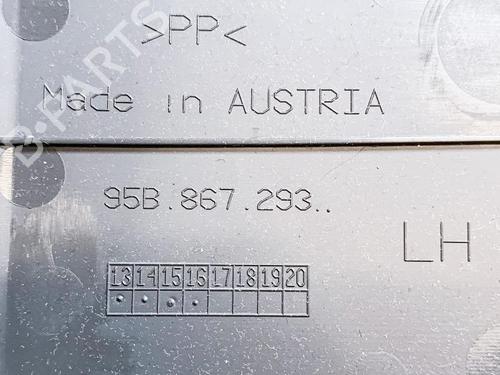 >PP<
Made in AUSTRIA
B-PARTS
95B.867.293..
LH
13 14 15 16 17 18 19 20